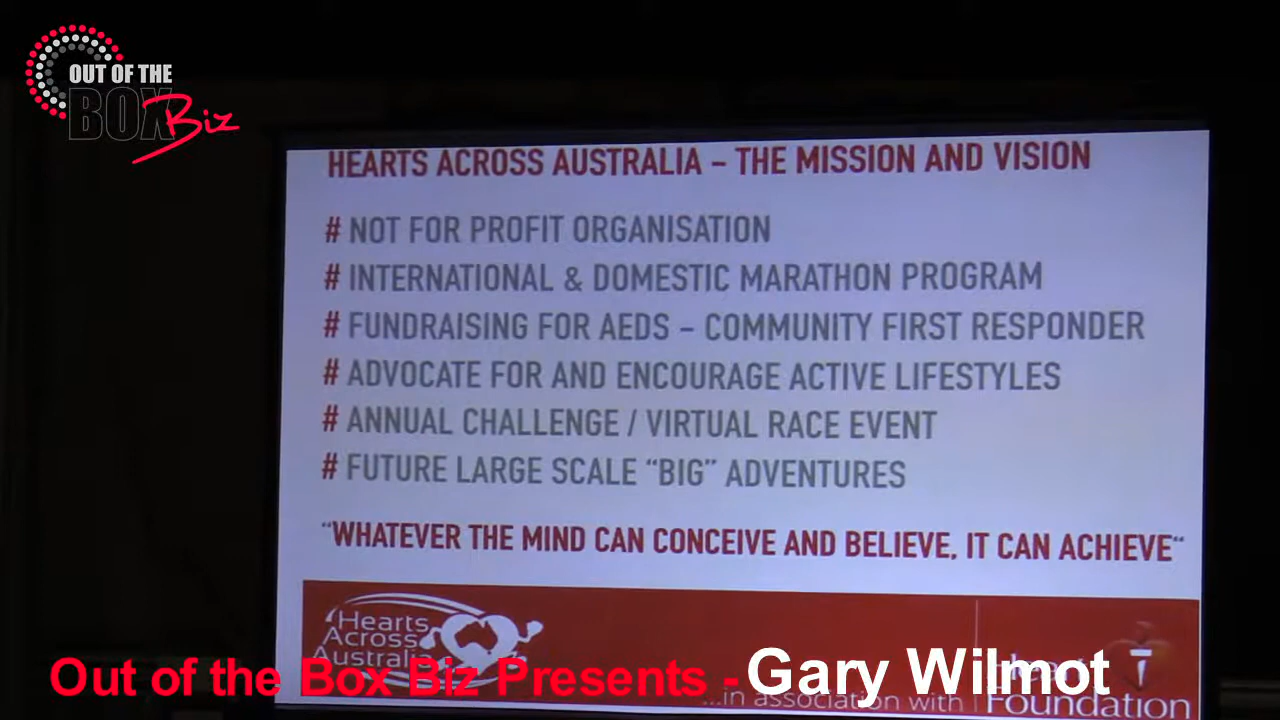 OUT OF THE
BOX Biz
HEARTS ACROSS AUSTRALIA – THE MISSION AND VISION
# NOT FOR PROFIT ORGANISATION
# INTERNATIONAL & DOMESTIC MARATHON PROGRAM
# FUNDRAISING FOR AEDS – COMMUNITY FIRST RESPONDER
# ADVOCATE FOR AND ENCOURAGE ACTIVE LIFESTYLES
# ANNUAL CHALLENGE / VIRTUAL RACE EVENT
# FUTURE LARGE SCALE “BIG” ADVENTURES
“WHATEVER THE MIND CAN CONCEIVE AND BELIEVE, IT CAN ACHIEVE“
Hearts
Across
Australia
Out of the Box Biz Presents - Gary Wilmot
...in association with
Heart
Foundation